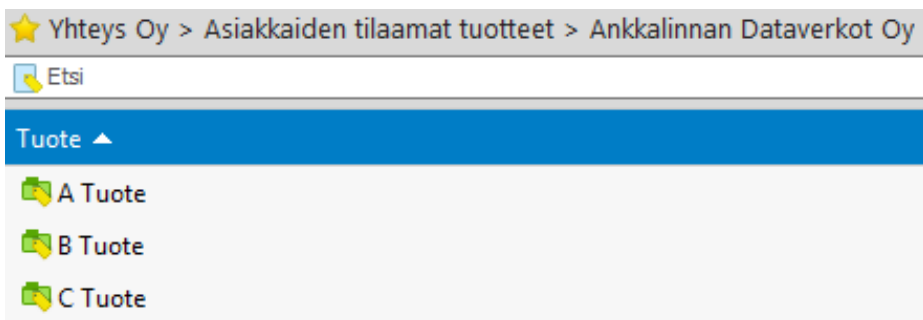 Yhteys Oy > Asiakkaiden tilaamat tuotteet > Ankkalinnan Dataverkot Oy
Etsi
Tuote
A Tuote
B Tuote
C Tuote